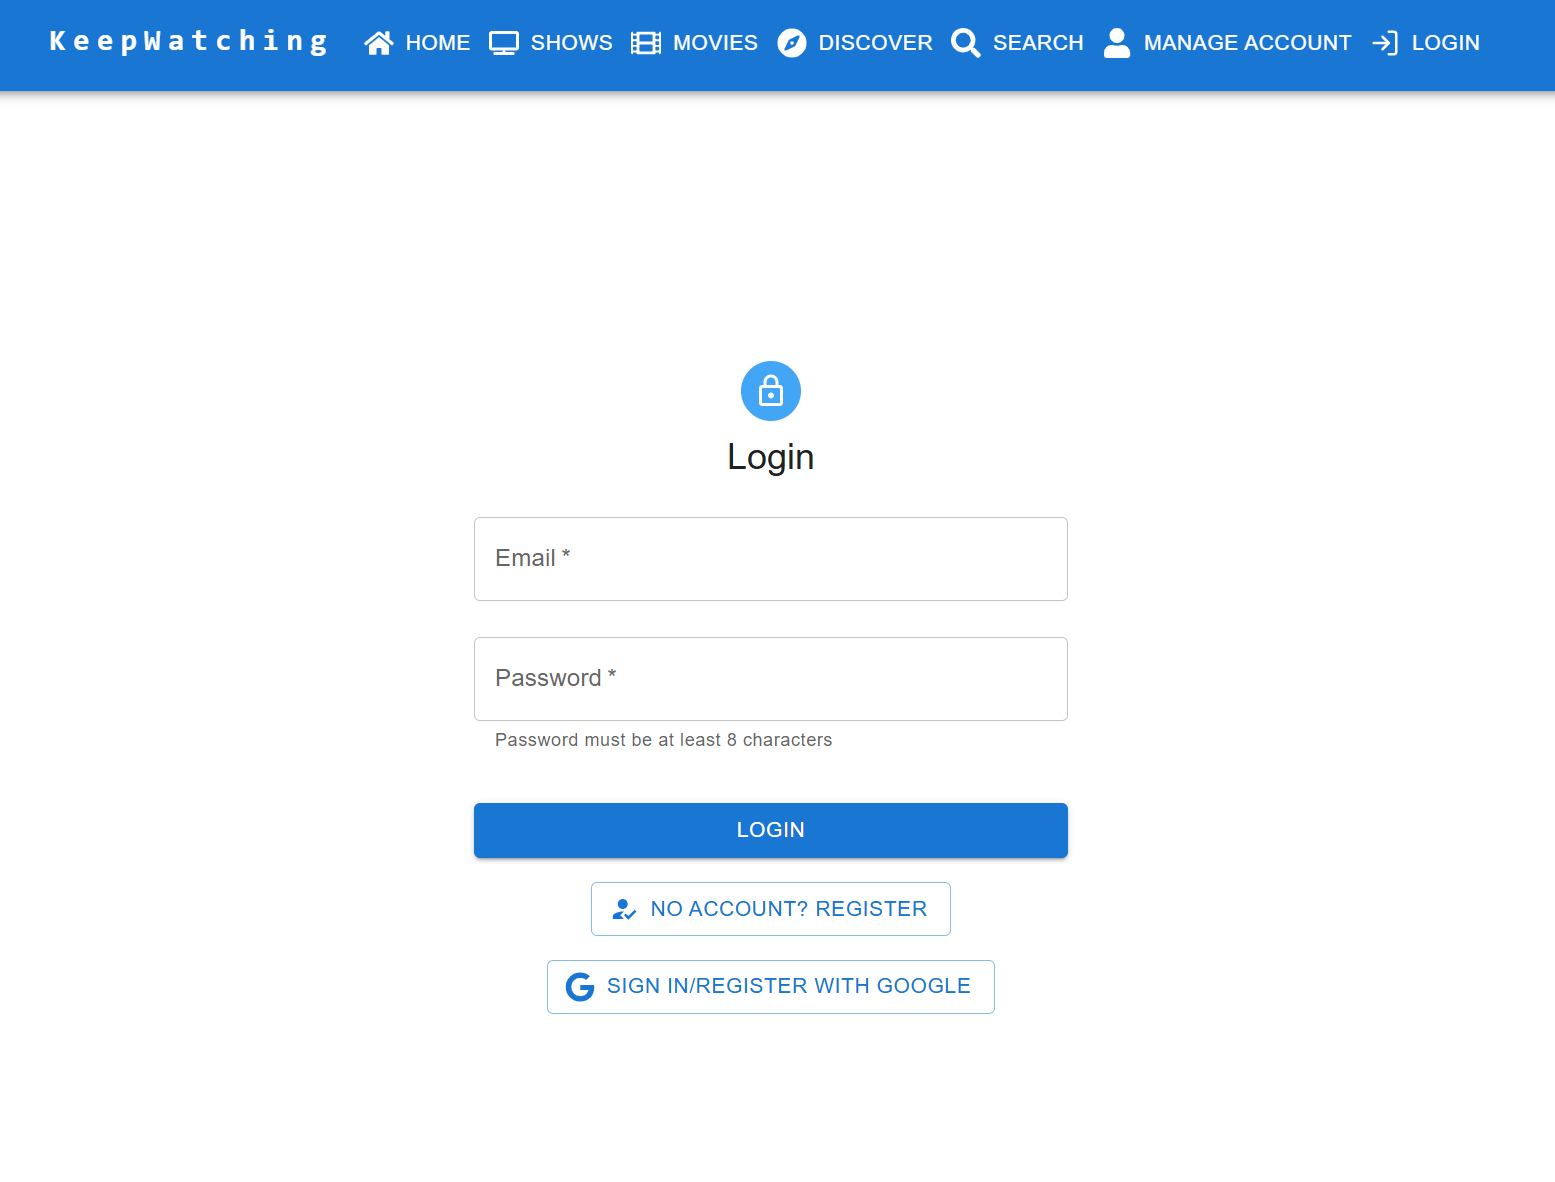 KeepWatching HOME SHOWS MOVIES DISCOVER SEARCH MANAGE ACCOUNT LOGIN
Login
Email *
Password *
Password must be at least 8 characters
LOGIN
NO ACCOUNT? REGISTER
SIGN IN/REGISTER WITH GOOGLE